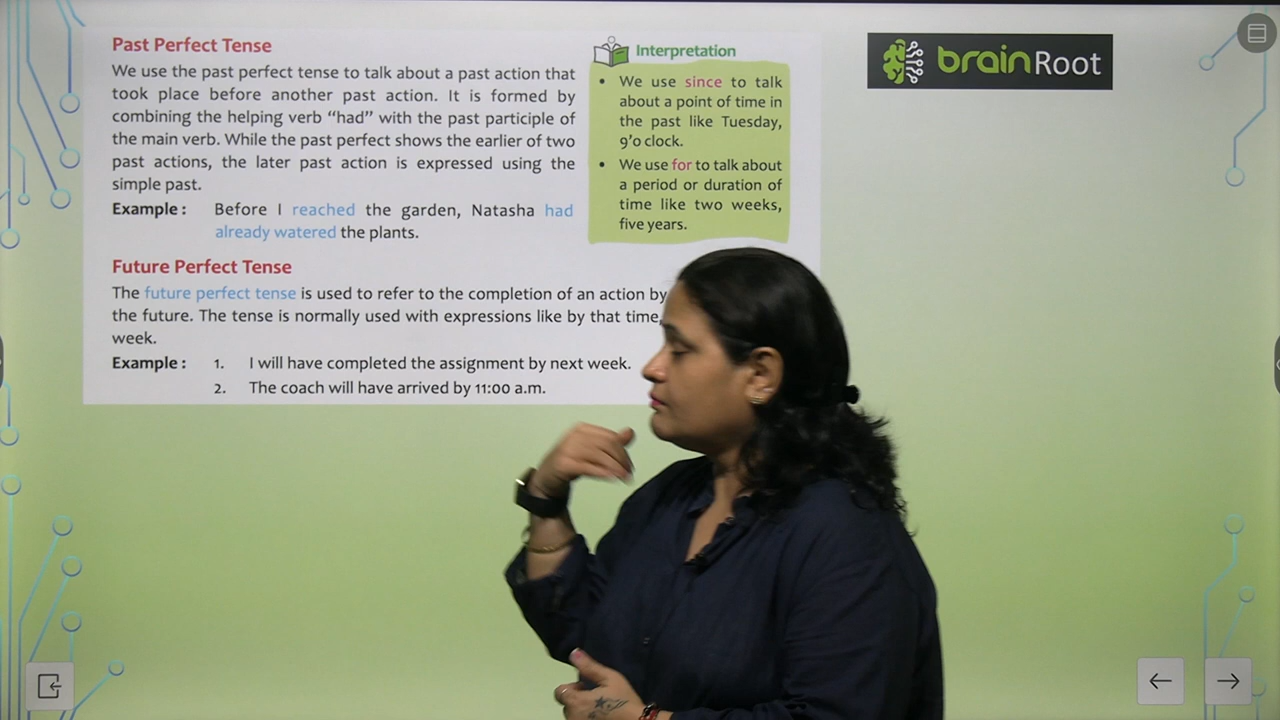 Past Perfect Tense
We use the past perfect tense to talk about a past action that
took place before another past action. It is formed by
combining the helping verb “had” with the past participle of
the main verb. While the past perfect shows the earlier of two
past actions, the later past action is expressed using the
simple past.
Example : Before I reached the garden, Natasha had
already watered the plants.
Interpretation
• We use since to talk
about a point of time in
the past like Tuesday,
9’o clock.
• We use for to talk about
a period or duration of
time like two weeks,
five years.
brainRoot
Future Perfect Tense
The future perfect tense is used to refer to the completion of an action by
the future. The tense is normally used with expressions like by that time,
week.
Example : 1. I will have completed the assignment by next week.
2. The coach will have arrived by 11:00 a.m.